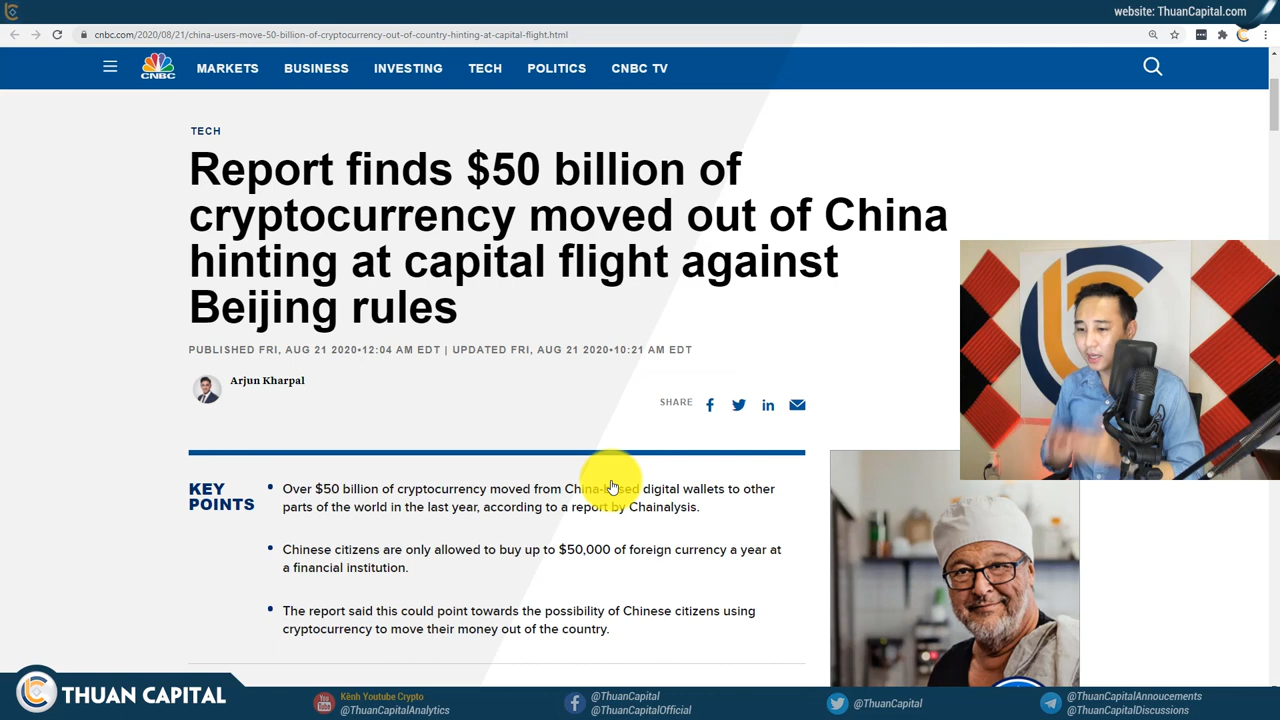 website: ThuanCapital.com
cnbc.com/2020/08/21/china-users-move-50-billion-of-cryptocurrency-out-of-country-hinting-at-capital-flight.html
CNBC MARKETS BUSINESS INVESTING TECH POLITICS CNBC TV
TECH
Report finds $50 billion of
cryptocurrency moved out of China
hinting at capital flight against
Beijing rules
PUBLISHED FRI, AUG 21 2020•12:04 AM EDT | UPDATED FRI, AUG 21 2020•10:21 AM EDT
Arjun Kharpal
SHARE
KEY
POINTS
Over $50 billion of cryptocurrency moved from China-based digital wallets to other
parts of the world in the last year, according to a report by Chainalysis.
Chinese citizens are only allowed to buy up to $50,000 of foreign currency a year at
a financial institution.
The report said this could point towards the possibility of Chinese citizens using
cryptocurrency to move their money out of the country.
THUAN CAPITAL
Kênh Youtube Crypto
@ThuanCapitalAnalytics
@ThuanCapital
@ThuanCapitalOfficial
@ThuanCapital
@ThuanCapitalAnnoucements
@ThuanCapitalDiscussions